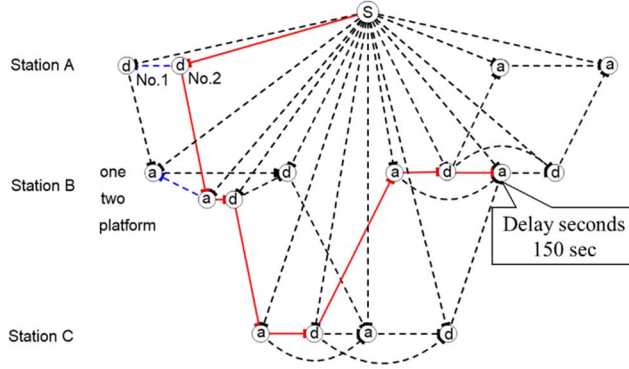 S
Station A
d
d
a
a
No.1
No.2
one
Station B
two
platform
a
a
d
d
a
d
a
d
Delay seconds
150 sec
Station C
a
d
a
d